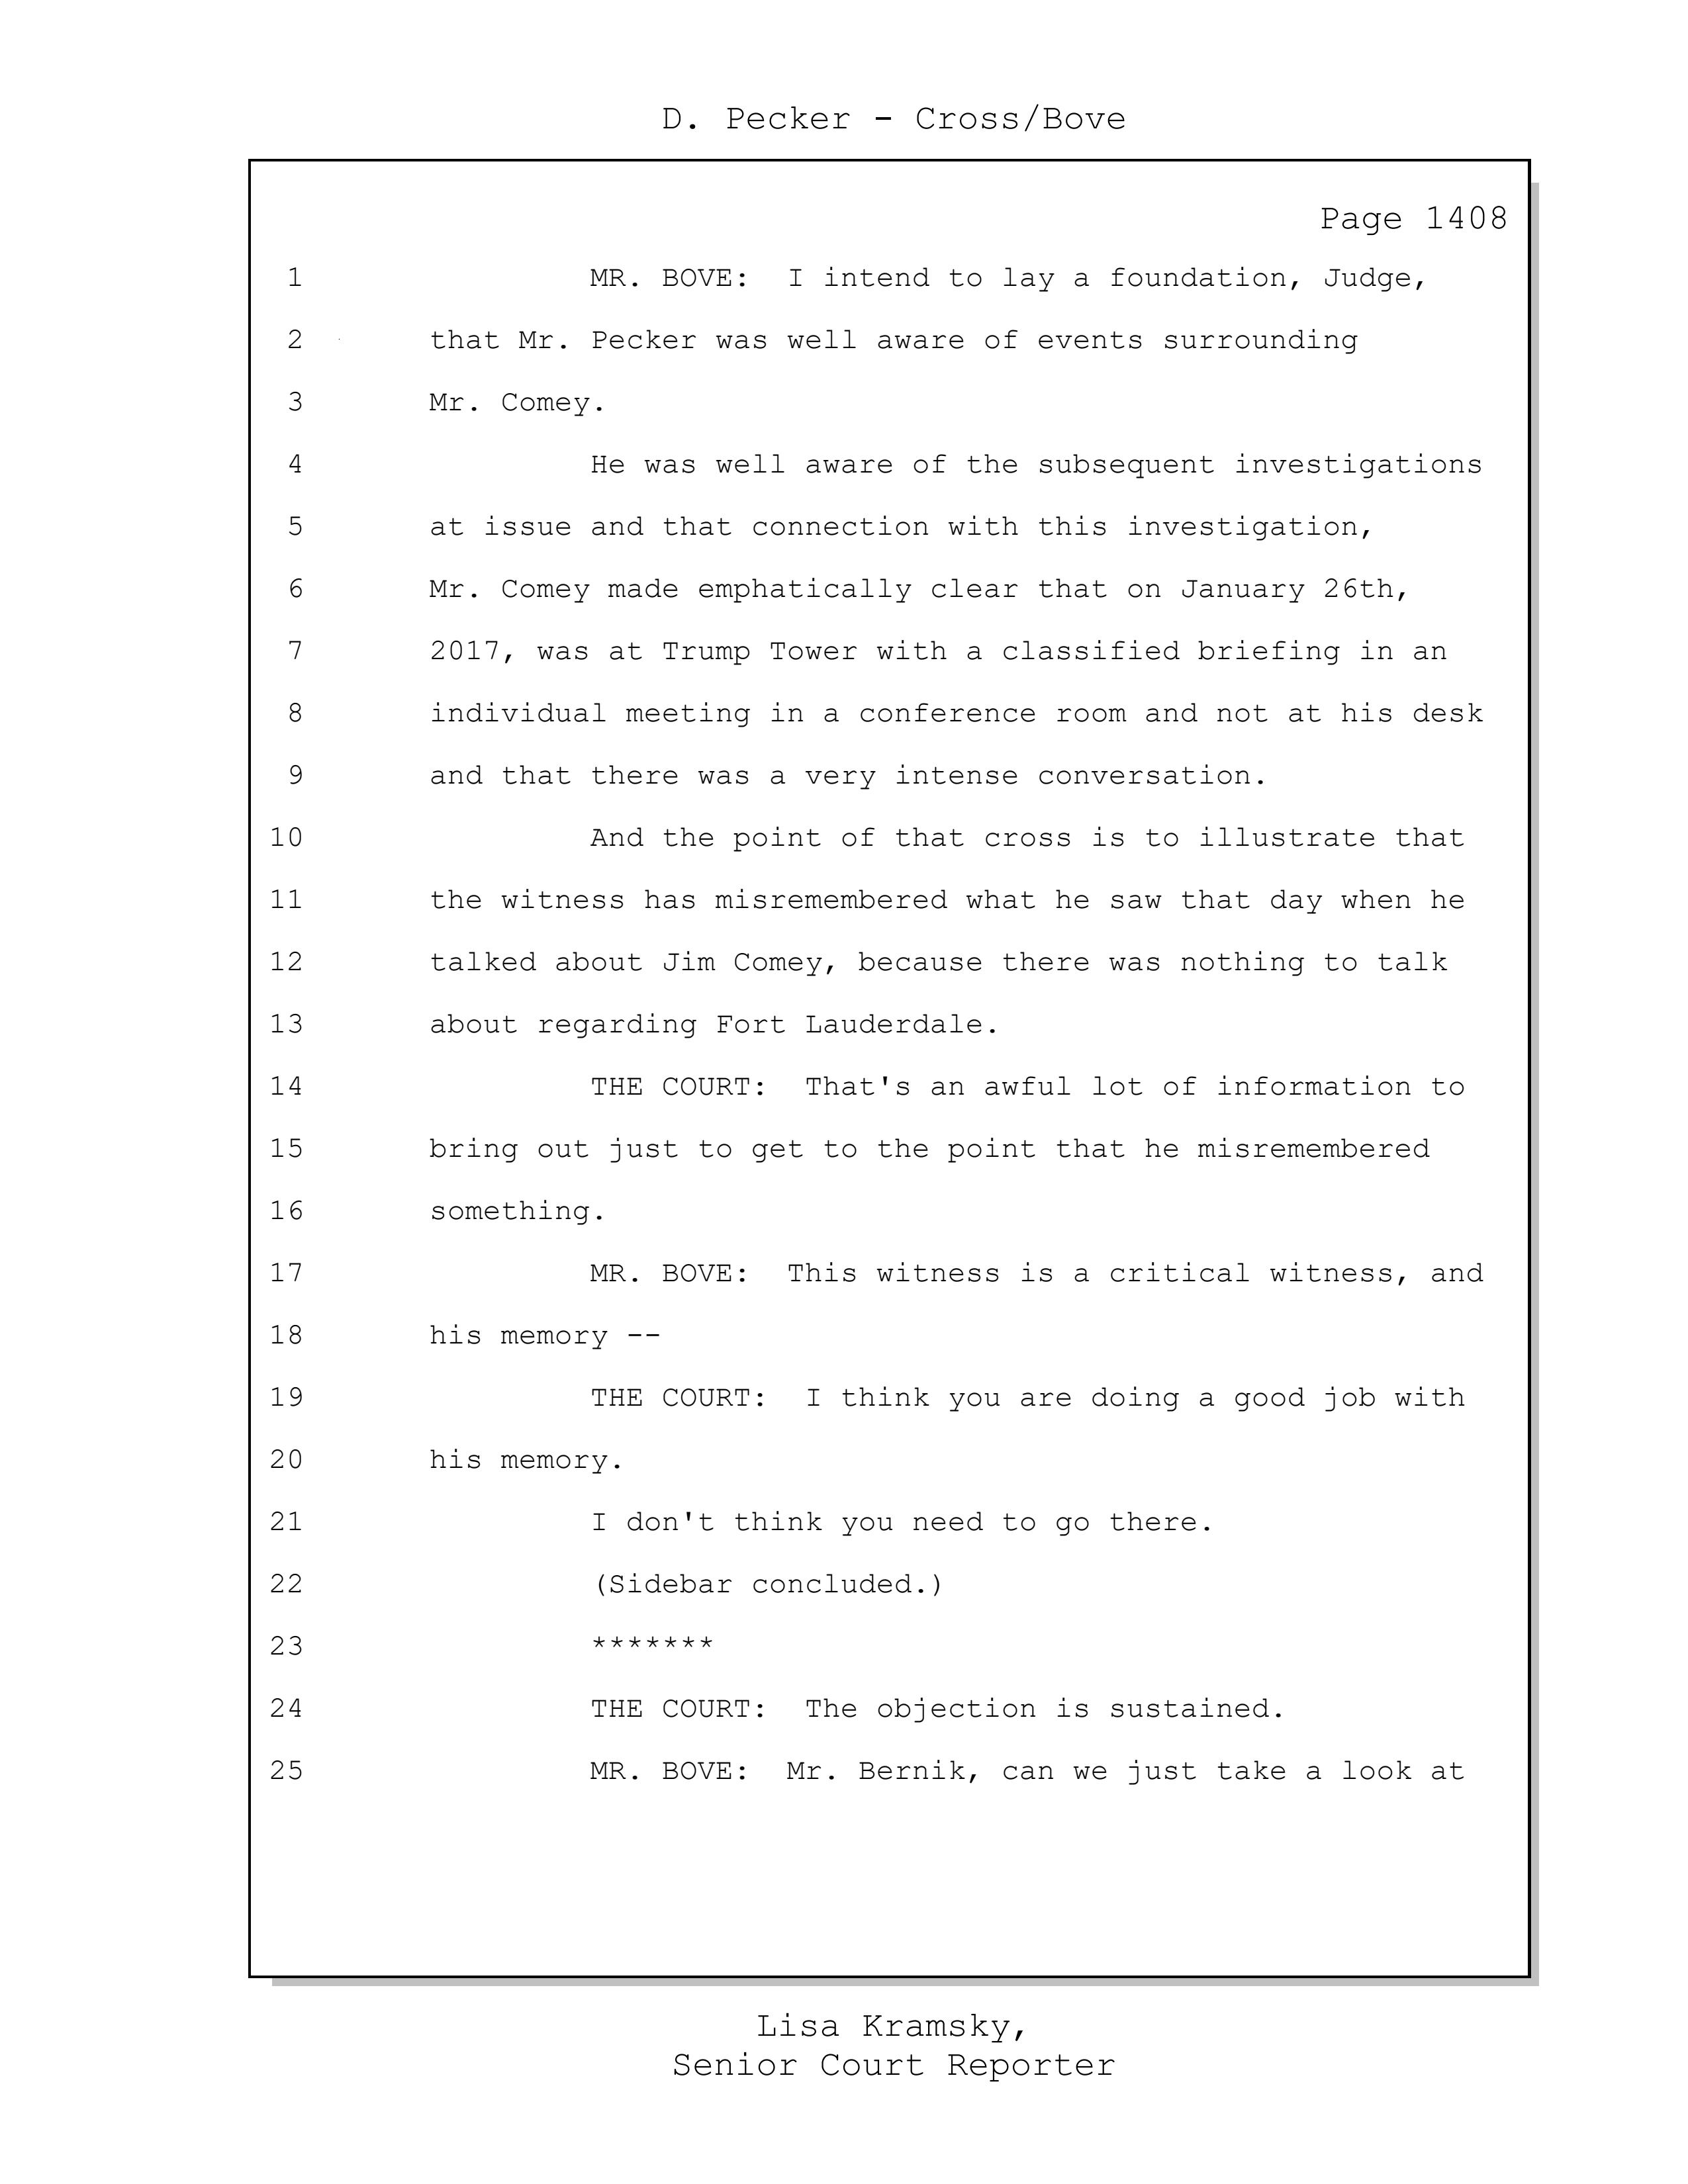 D. Pecker - Cross/Bove
Page 1408
1 MR. BOVE: I intend to lay a foundation, Judge,
2 that Mr. Pecker was well aware of events surrounding
3 Mr. Comey.
4 He was well aware of the subsequent investigations
5 at issue and that connection with this investigation,
6 Mr. Comey made emphatically clear that on January 26th,
7 2017, was at Trump Tower with a classified briefing in an
8 individual meeting in a conference room and not at his desk
9 and that there was a very intense conversation.
10 And the point of that cross is to illustrate that
11 the witness has misremembered what he saw that day when he
12 talked about Jim Comey, because there was nothing to talk
13 about regarding Fort Lauderdale.
14 THE COURT: That's an awful lot of information to
15 bring out just to get to the point that he misremembered
16 something.
17 MR. BOVE: This witness is a critical witness, and
18 his memory --
19 THE COURT: I think you are doing a good job with
20 his memory.
21 I don't think you need to go there.
22 (Sidebar concluded.)
23 *******
24 THE COURT: The objection is sustained.
25 MR. BOVE: Mr. Bernik, can we just take a look at
Lisa Kramsky,
Senior Court Reporter